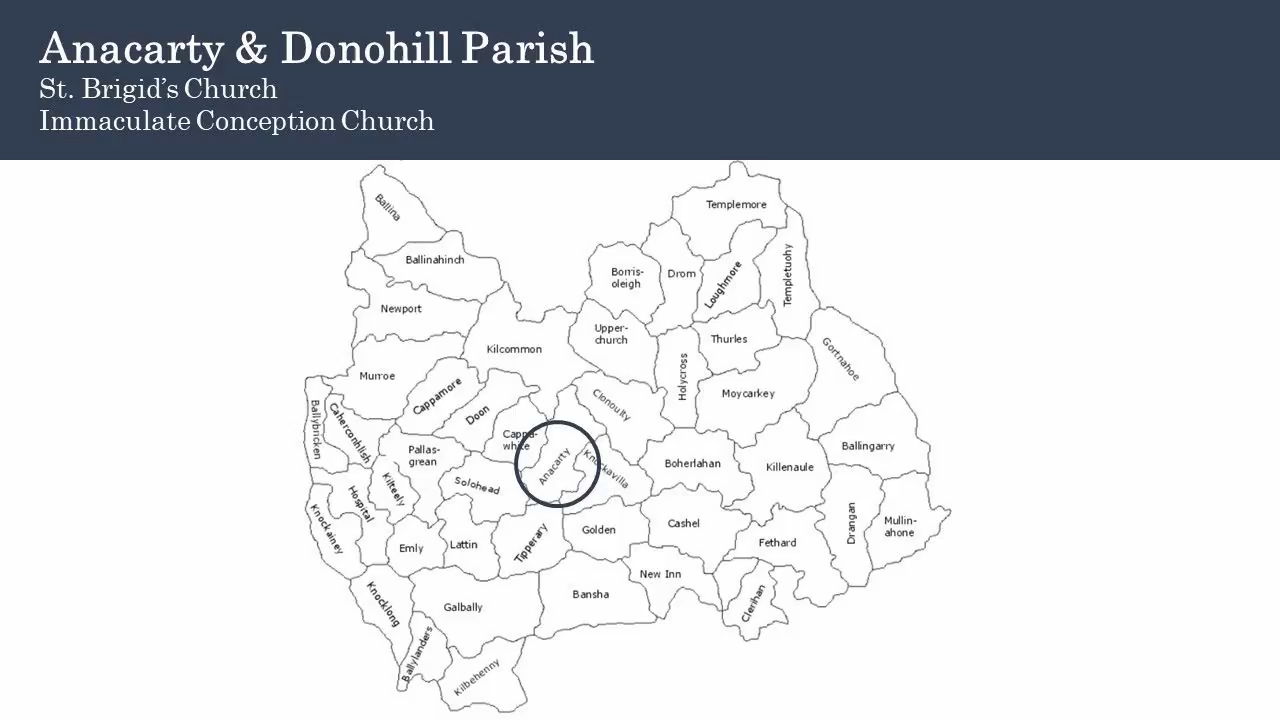 Anacarty & Donohill Parish
St. Brigid's Church
Immaculate Conception Church
Ballina
Templemore
Ballinahinch
Borris-
oleigh
Drom
Loughmore
Templetuohy
Newport
Upper-
church
Thurles
Kilcommon
Holycross
Gortnahoe
Murroe
Cappamore
Moycarkey
Doon
Clonoulty
Ballybricken
Caherconhlish
Cappa-
white
Pallas-
grean
Anacarty
Knockavilla
Boherlahan
Killenaule
Ballingarry
Solohead
Kilteely
Hospital
Knockainey
Emly
Lattin
Tipperary
Golden
Cashel
Fethard
Drangan
Mullin-
ahone
New Inn
Bansha
Clerihan
Knocklong
Galbally
Ballylanders
Kilbehenny